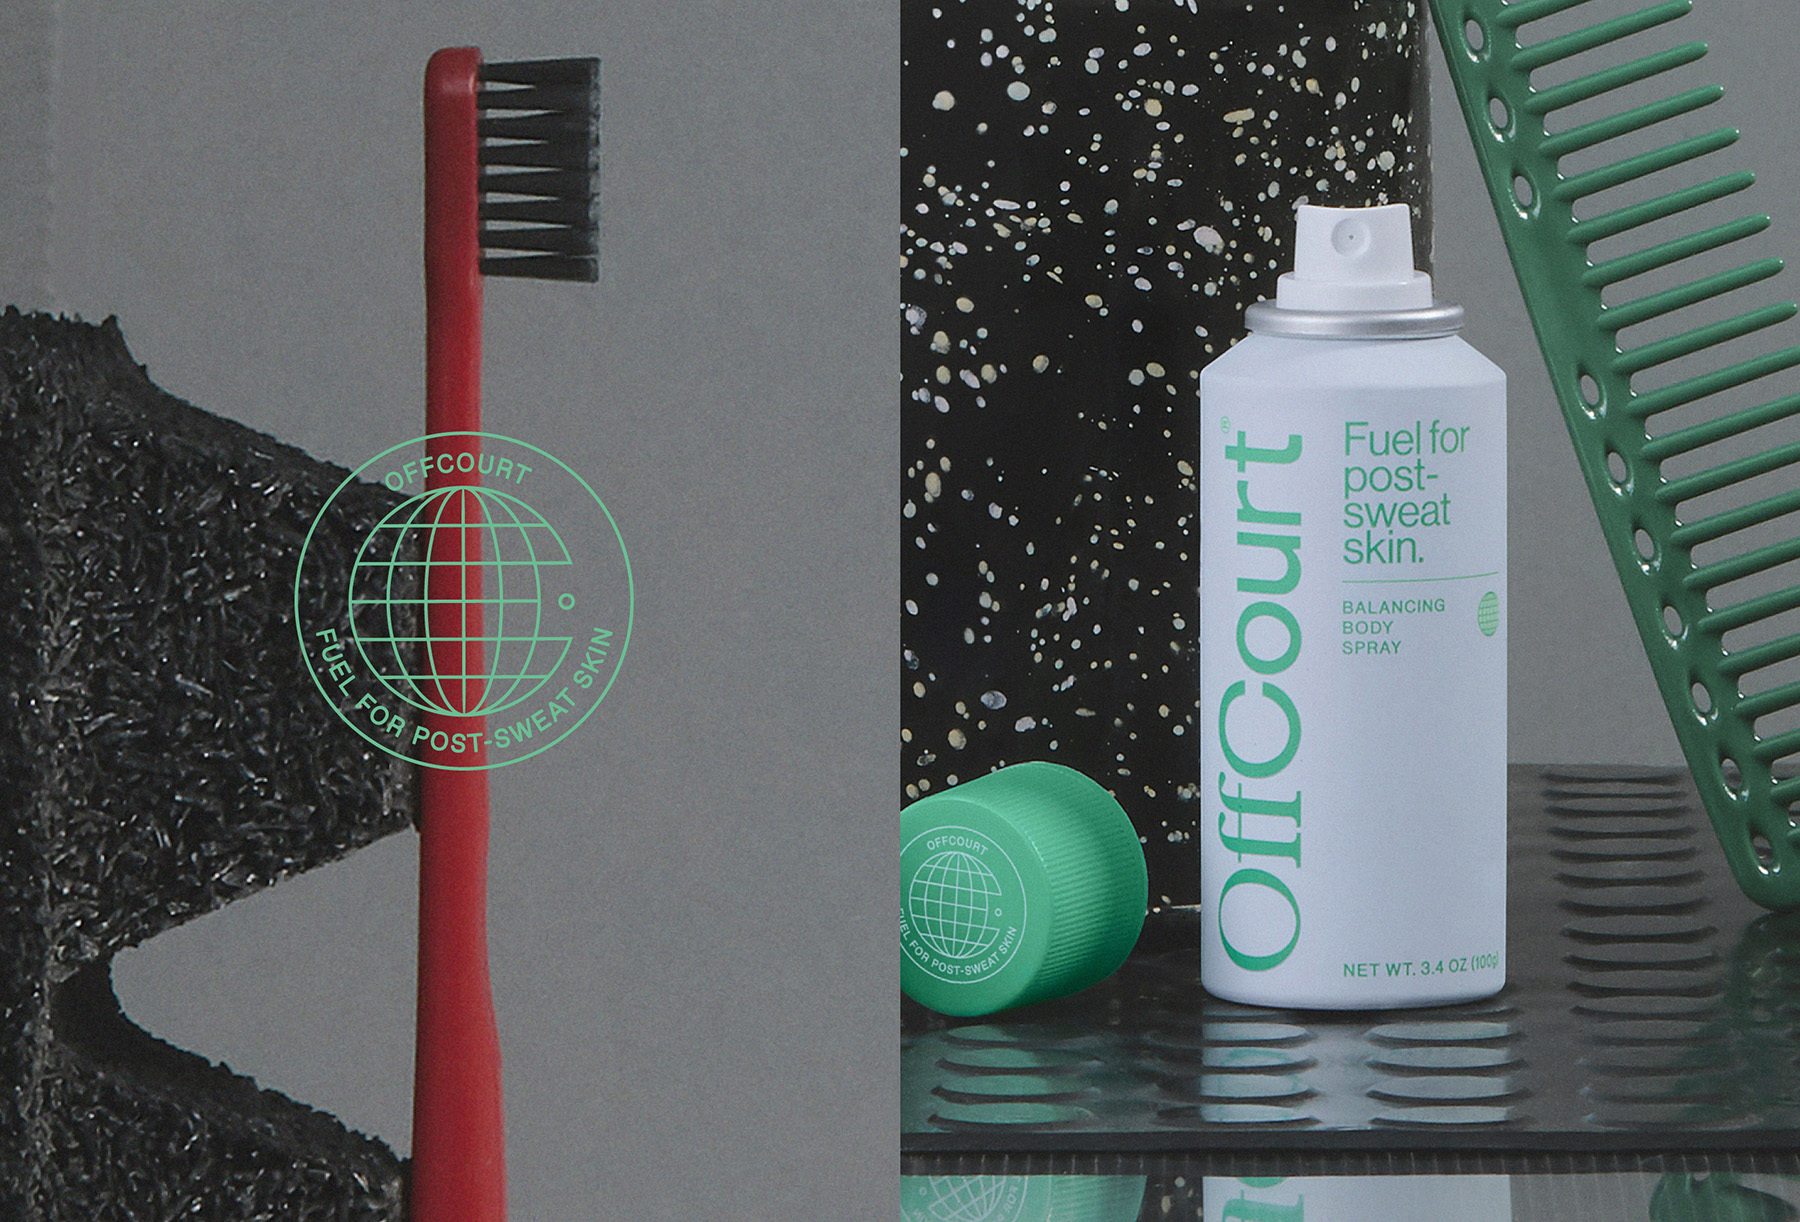 OFFCOURT
FUEL FOR POST-SWEAT SKIN
OffCourt®
Fuel for
post-
sweat
skin.
BALANCING
BODY
SPRAY
NET WT. 3.4 OZ (100g)
OFFCOURT
FUEL FOR POST-SWEAT SKIN